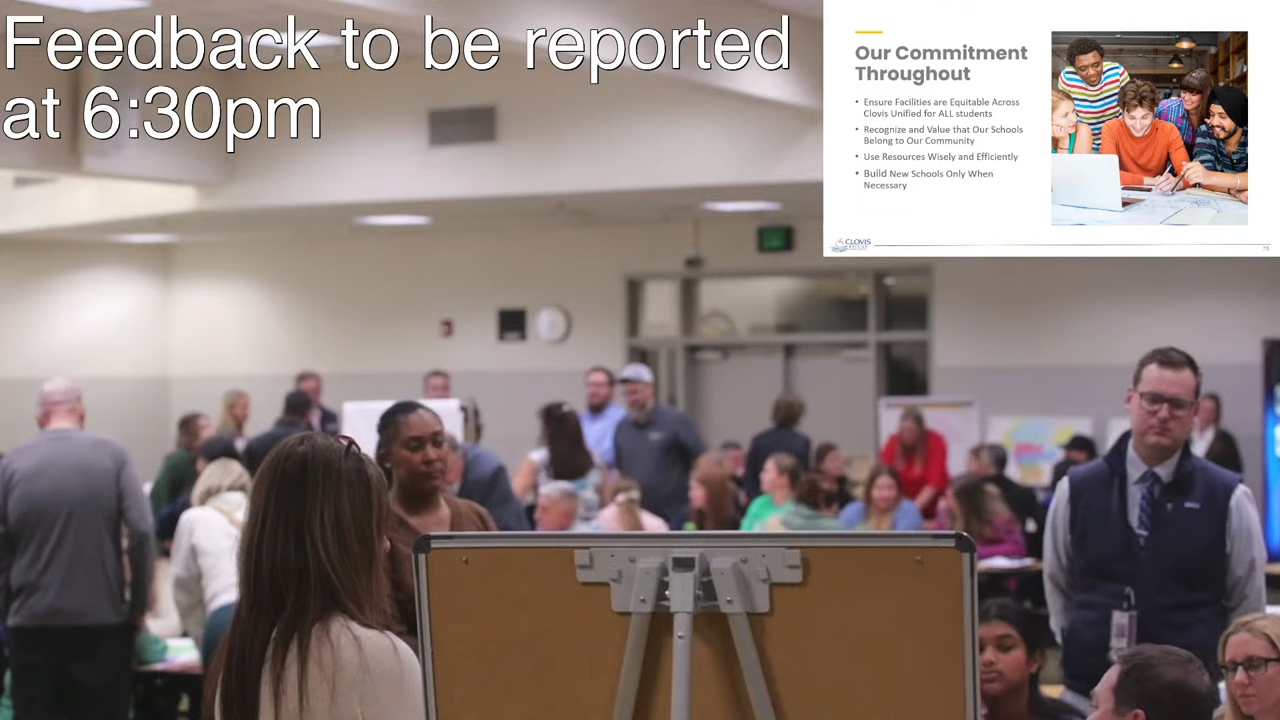 Feedback to be reported
at 6:30pm
Our Commitment
Throughout
• Ensure Facilities are Equitable Across
Clovis Unified for ALL students
• Recognize and Value that Our Schools
Belong to Our Community
• Use Resources Wisely and Efficiently
• Build New Schools Only When
Necessary
CLOVIS